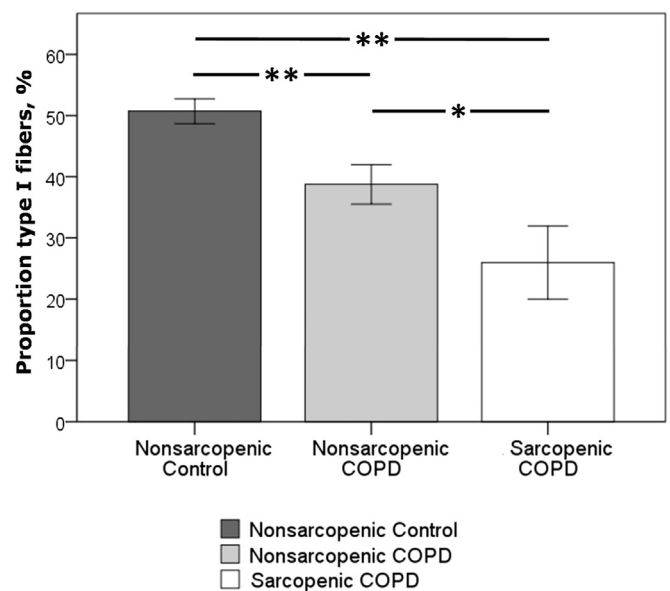 **
**
*
Proportion type I fibers, %
60
50
40
30
20
10
0
Nonsarcopenic Control
Nonsarcopenic COPD
Sarcopenic COPD
Nonsarcopenic Control
Nonsarcopenic COPD
Sarcopenic COPD